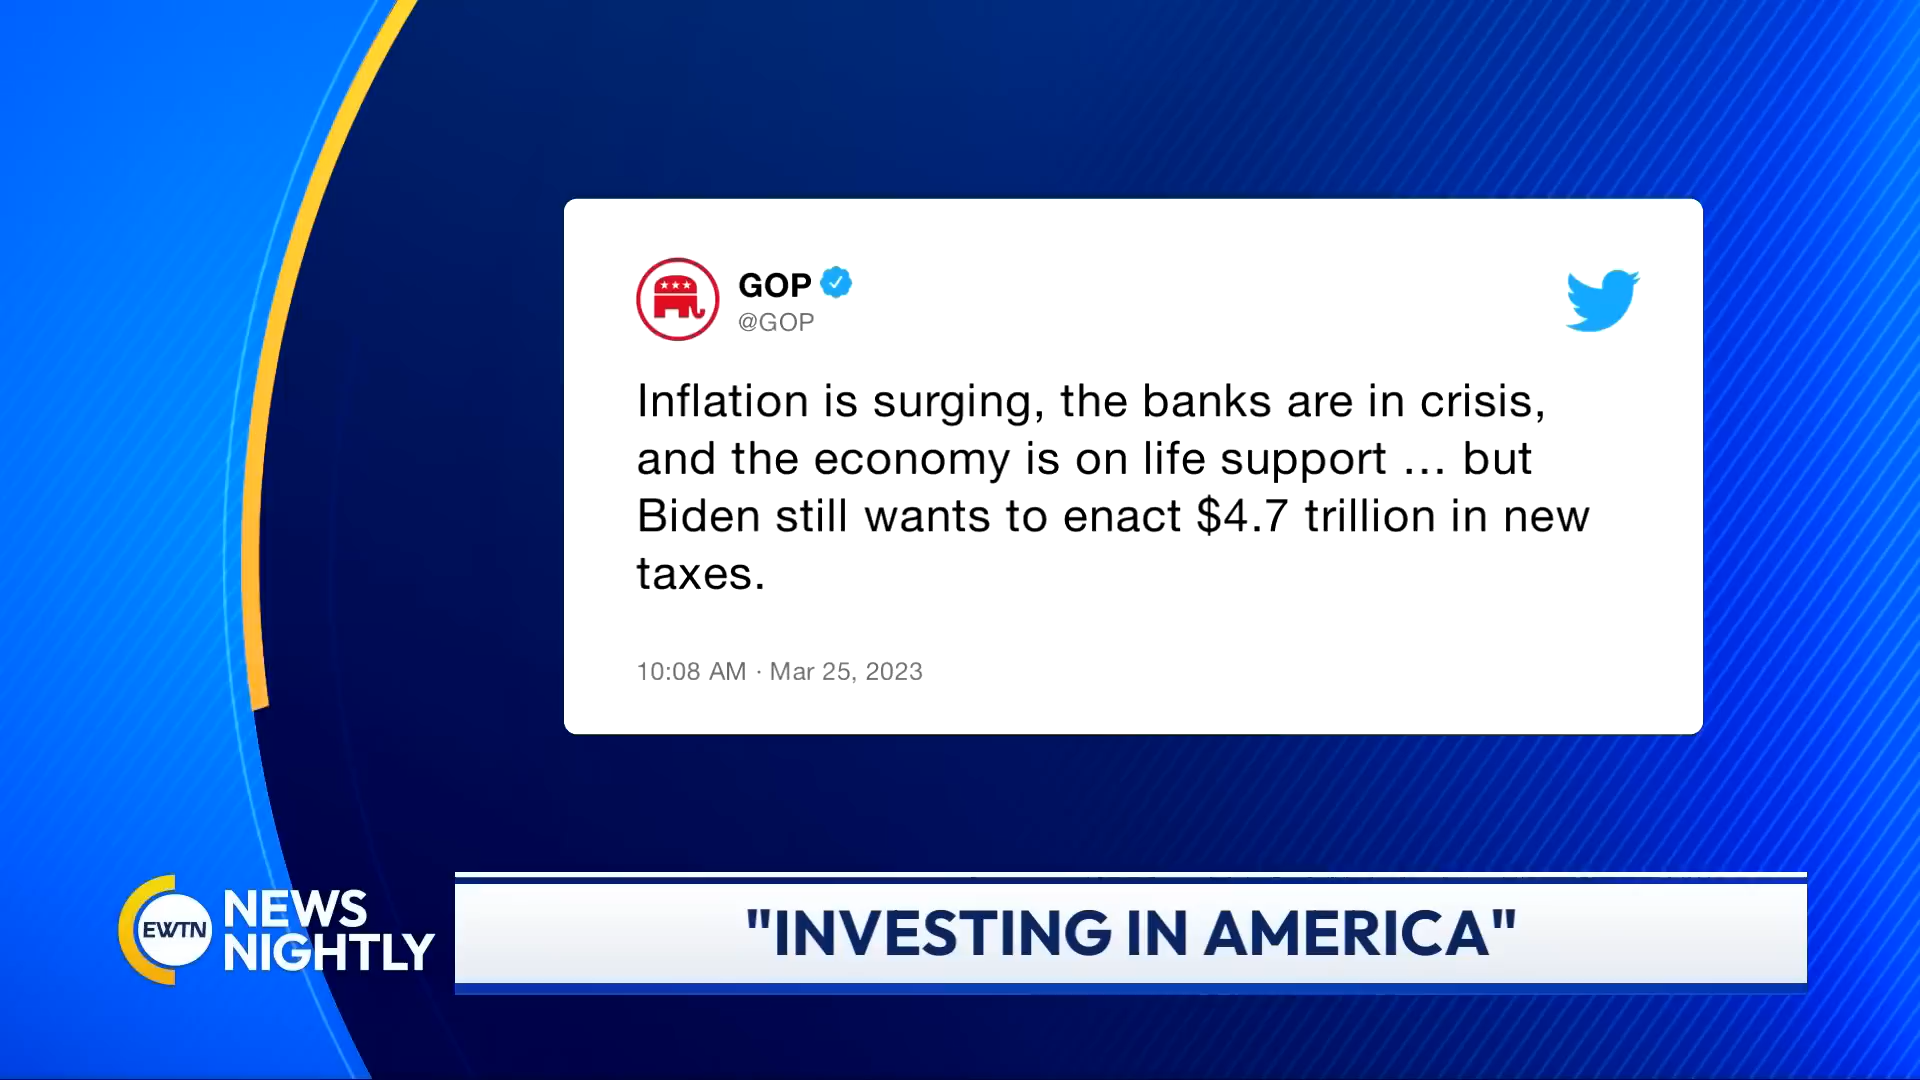 GOP
@GOP
Inflation is surging, the banks are in crisis,
and the economy is on life support ... but
Biden still wants to enact $4.7 trillion in new
taxes.
10:08 AM · Mar 25, 2023
EWTN
NEWS
NIGHTLY
"INVESTING IN AMERICA"